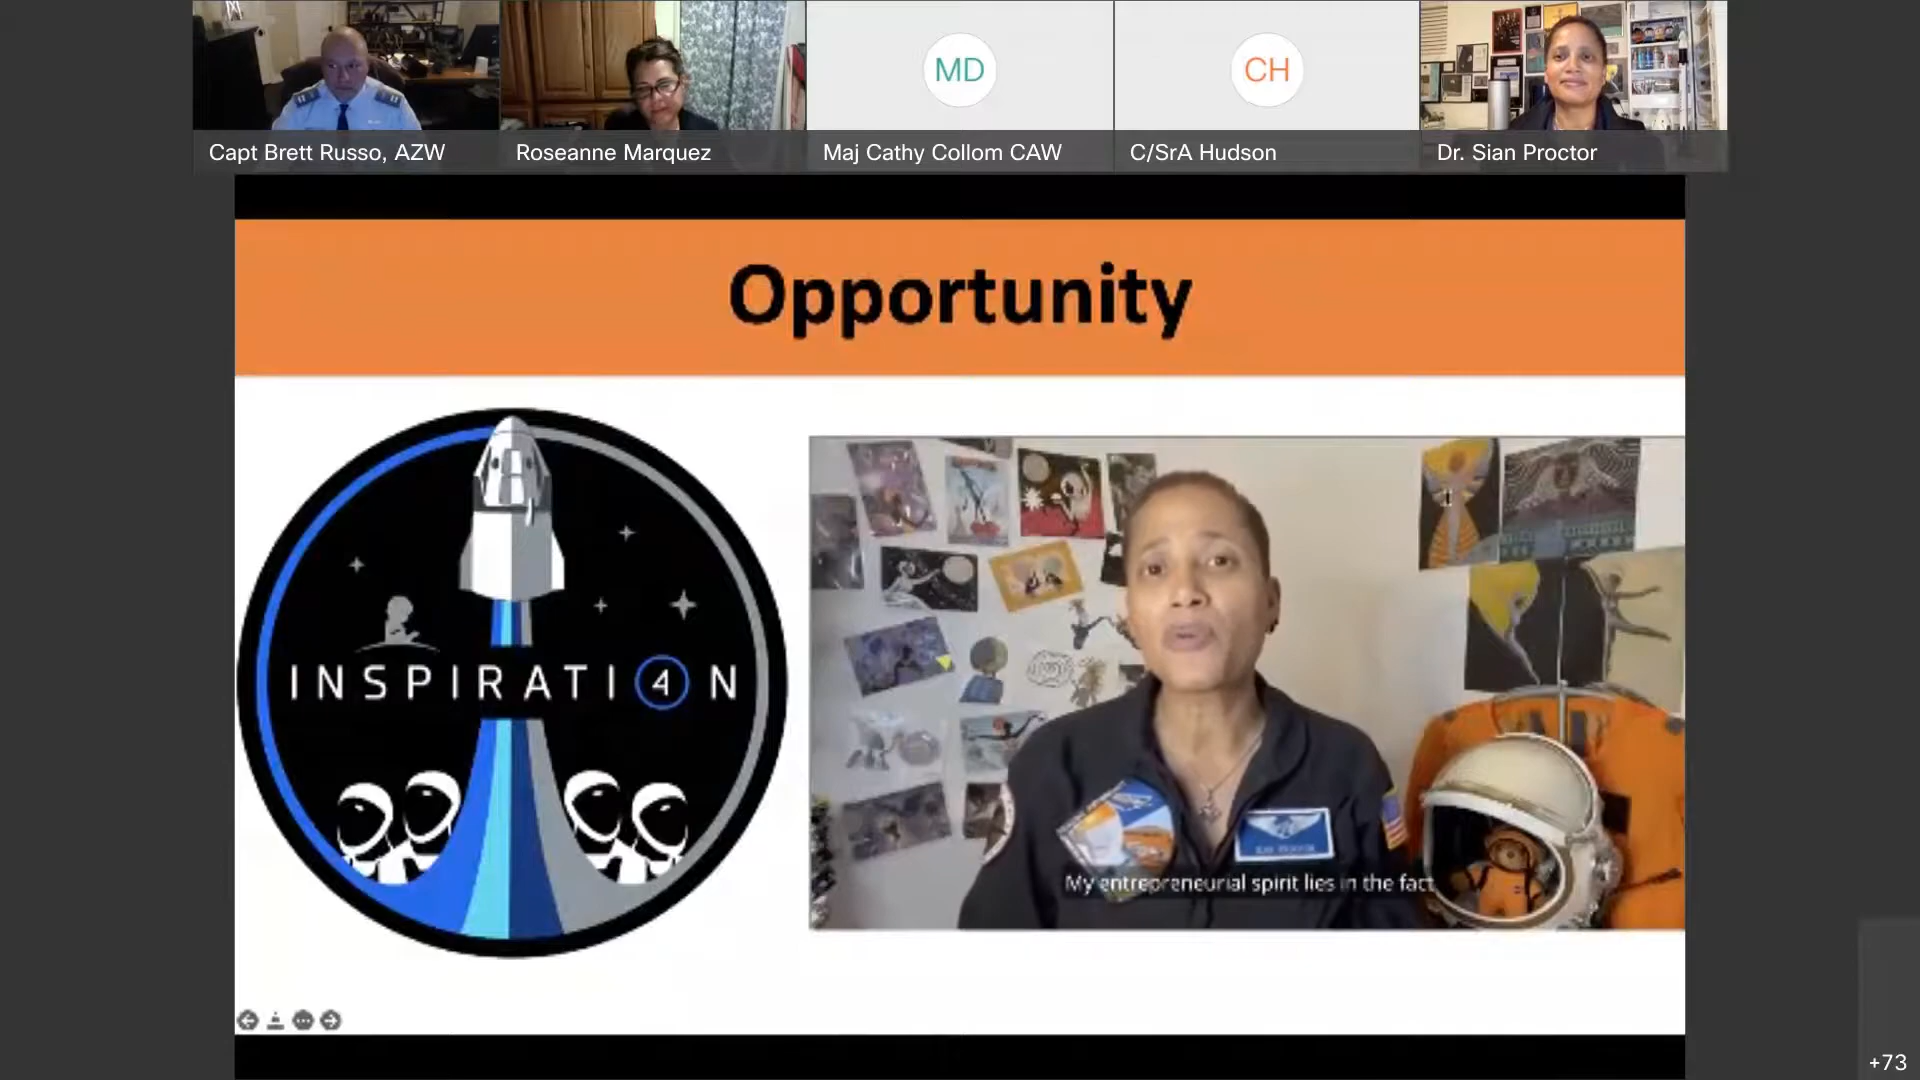 Capt Brett Russo, AZW
Roseanne Marquez
MD
Maj Cathy Collom CAW
CH
C/SrA Hudson
Dr. Sian Proctor
Opportunity
INSPIRATI4N
My entrepreneurial spirit lies in the fact
+73